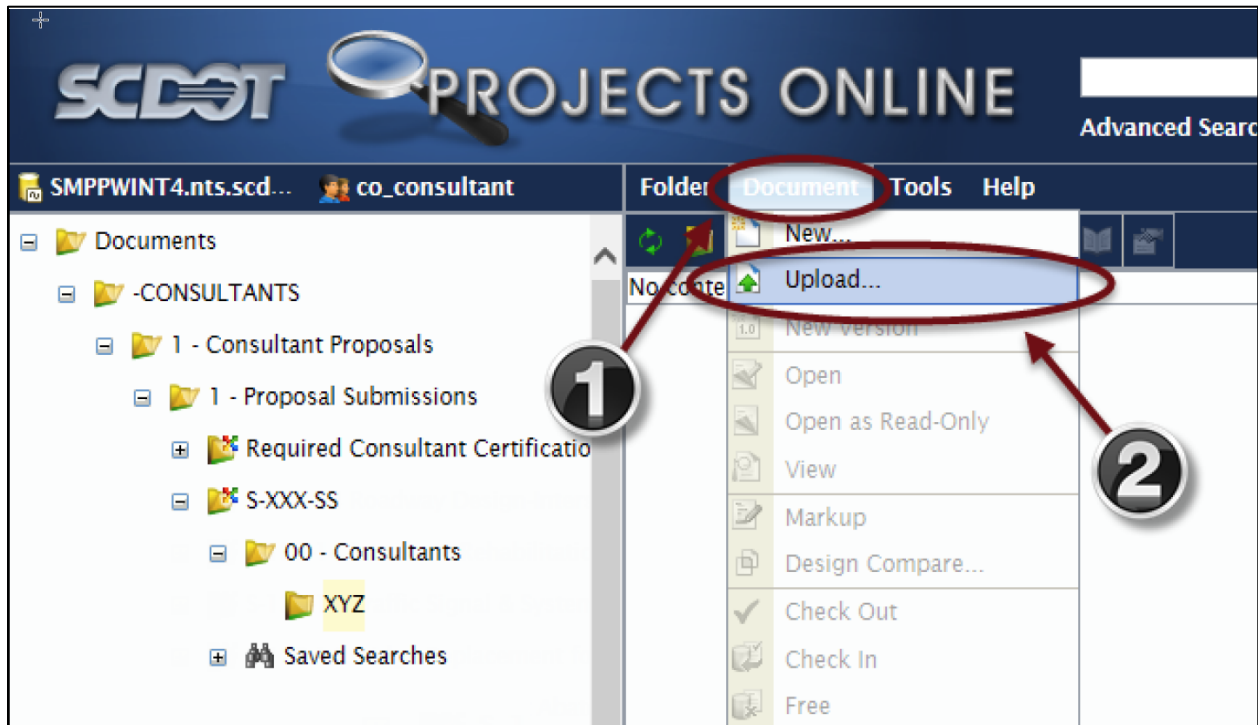 SCDOT PROJECTS ONLINE
Advanced Searc
SMPPWINT4.nts.scd... co_consultant
Folder Document Tools Help
Documents
-CONSULTANTS
1 - Consultant Proposals
1 - Proposal Submissions
Required Consultant Certificatio
S-XXX-SS
00 - Consultants
XYZ
Saved Searches
New...
No conte
Upload...
1.0 New Version
Open
Open as Read-Only
View
Markup
Design Compare...
Check Out
Check In
Free
1
2